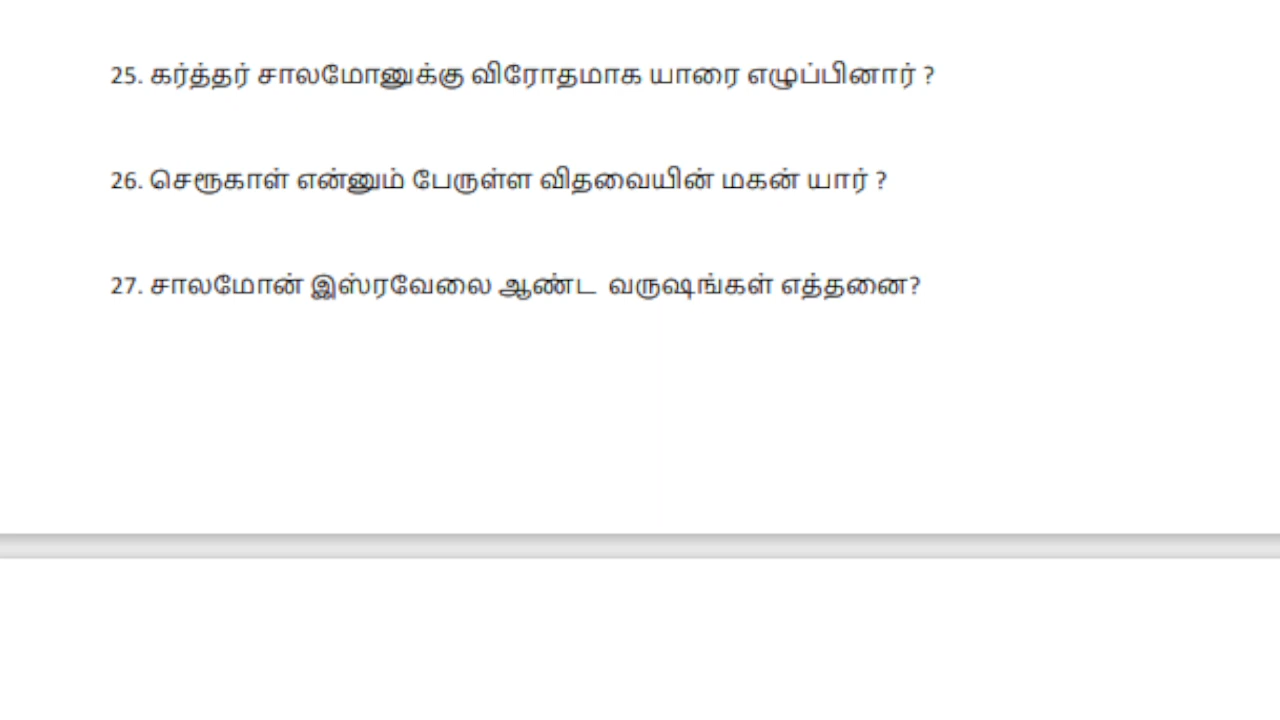 25. கர்த்தர் சாலமோனுக்கு விரோதமாக யாரை எழுப்பினார் ?
26. செரூகாள் என்னும் பேருள்ள விதவையின் மகன் யார் ?
27. சாலமோன் இஸ்ரவேலை ஆண்ட வருஷங்கள் எத்தனை?